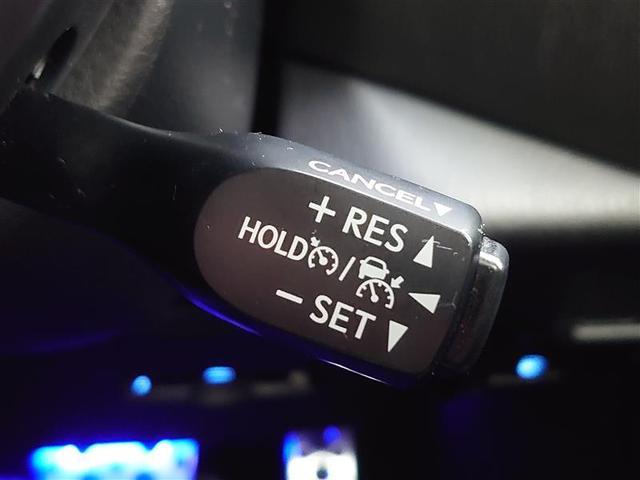 CANCEL▼
+ RES ▲
HOLD / ◀
− SET ▼